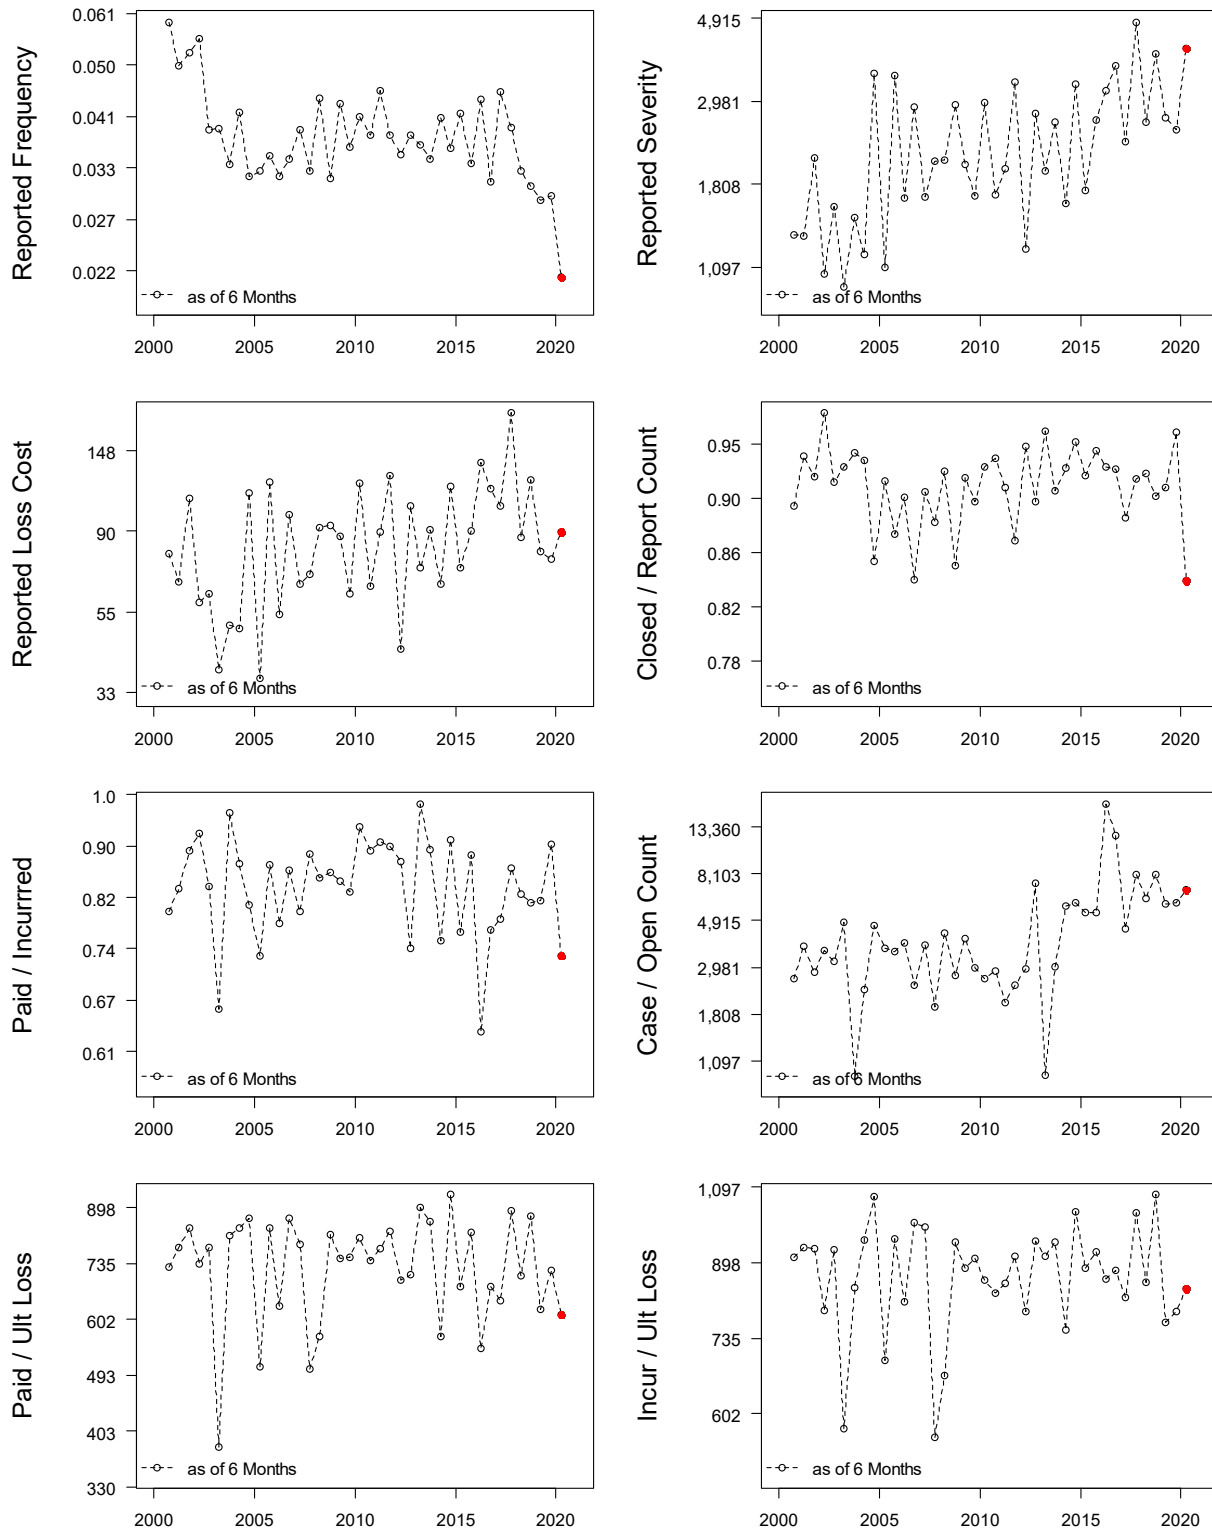 Reported Frequency
0.061
0.050
0.041
0.033
0.027
0.022
as of 6 Months
2000 2005 2010 2015 2020
Reported Severity
4,915
2,981
1,808
1,097
as of 6 Months
2000 2005 2010 2015 2020
Reported Loss Cost
148
90
55
33
as of 6 Months
2000 2005 2010 2015 2020
Closed / Report Count
0.95
0.90
0.86
0.82
0.78
as of 6 Months
2000 2005 2010 2015 2020
Paid / Incurrred
1.0
0.90
0.82
0.74
0.67
0.61
as of 6 Months
2000 2005 2010 2015 2020
Case / Open Count
13,360
8,103
4,915
2,981
1,808
1,097
as of 6 Months
2000 2005 2010 2015 2020
Paid / Ult Loss
898
735
602
493
403
330
as of 6 Months
2000 2005 2010 2015 2020
Incur / Ult Loss
1,097
898
735
602
as of 6 Months
2000 2005 2010 2015 2020